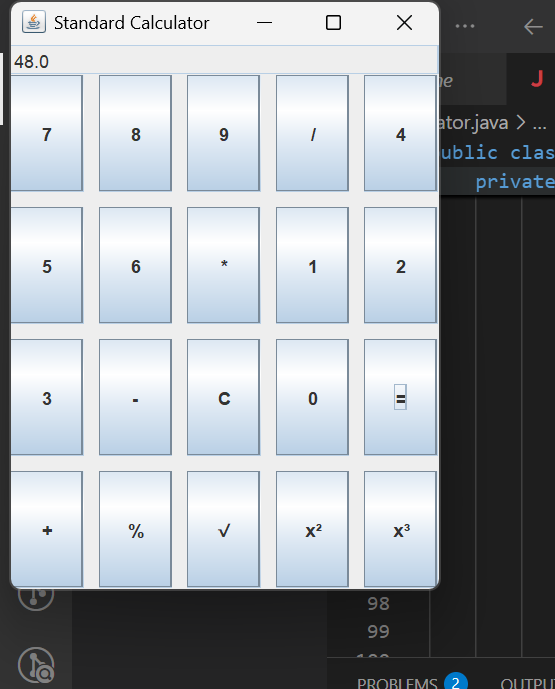 Standard Calculator
48.0
7 8 9 / 4
5 6 * 1 2
3 - C 0 =
+ % √ x² x³
ator.java > ...
ublic clas
private
98
99
PROBLEMS 2 OUTPU